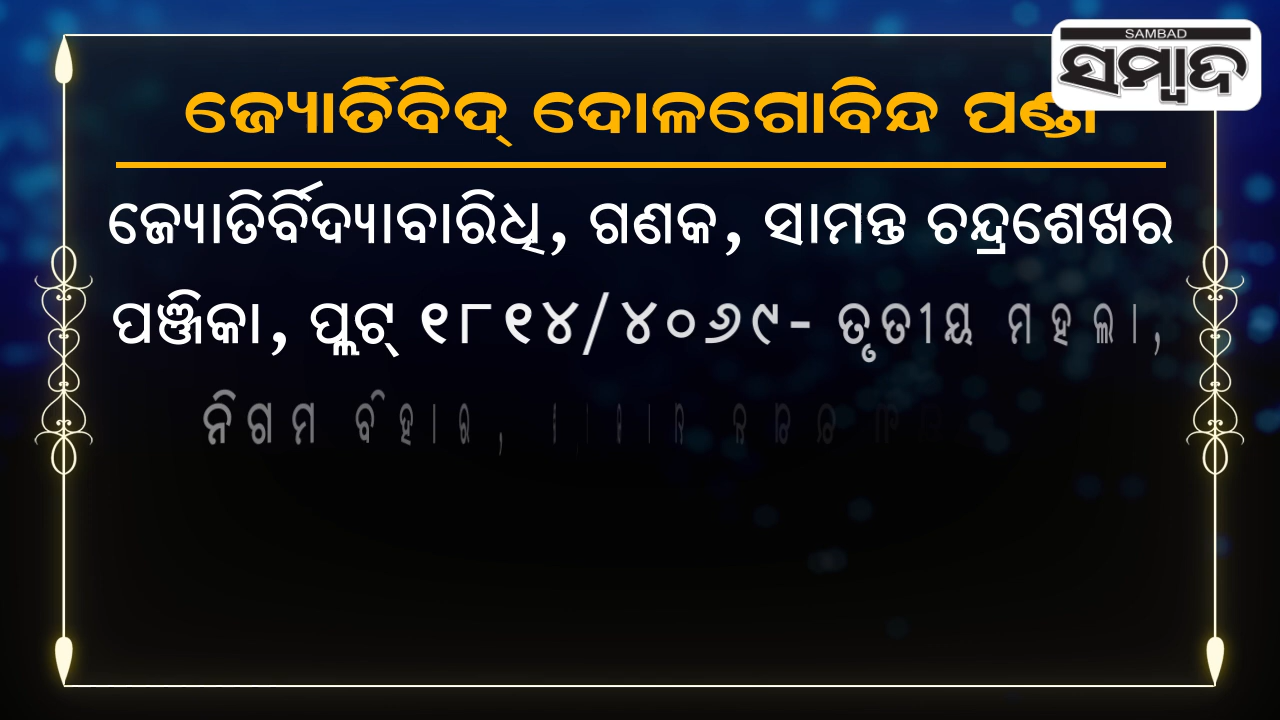 SAMBAD
ସମ୍ବାଦ
ଜ୍ୟୋର୍ତିବିଦ୍ ଦୋଳଗୋବିନ୍ଦ ପଣ୍ଡା
ଜ୍ୟୋତିର୍ବିଦ୍ୟାବାରିଧି, ଗଣକ, ସାମନ୍ତ ଚନ୍ଦ୍ରଶେଖର
ପଞ୍ଜିକା, ପ୍ଲଟ୍ ୧୮୧୪/୪୦୬୯- ତୃତୀୟ ମହଲା,
ନିଗମ ବିହାର,